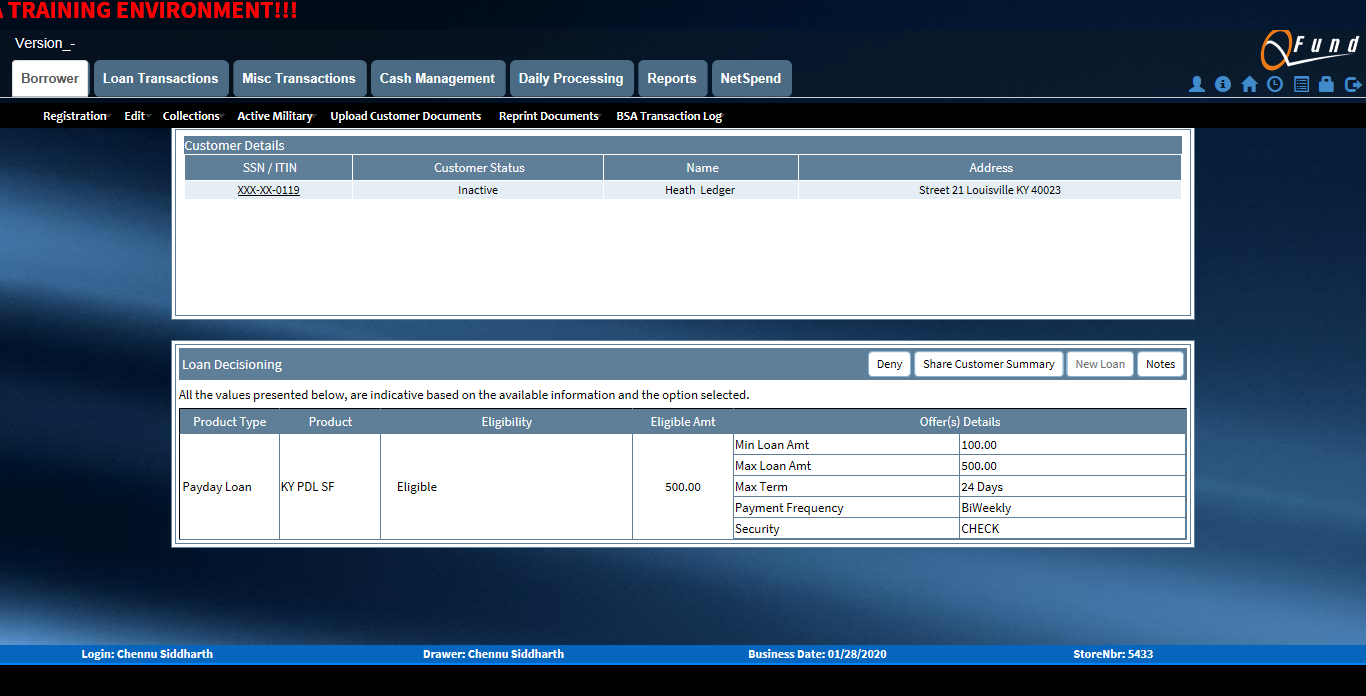 A TRAINING ENVIRONMENT!!!
Version_-
QFund
Borrower Loan Transactions Misc Transactions Cash Management Daily Processing Reports NetSpend
Registration Edit Collections Active Military Upload Customer Documents Reprint Documents BSA Transaction Log
Customer Details
SSN / ITIN Customer Status Name Address
XXX-XX-0119 Inactive Heath Ledger Street 21 Louisville KY 40023
Loan Decisioning Deny Share Customer Summary New Loan Notes
All the values presented below, are indicative based on the available information and the option selected.
Product Type Product Eligibility Eligible Amt Offer(s) Details
Min Loan Amt 100.00
Max Loan Amt 500.00
Payday Loan KY PDL SF Eligible 500.00 Max Term 24 Days
Payment Frequency BiWeekly
Security CHECK
Login: Chennu Siddharth Drawer: Chennu Siddharth Business Date: 01/28/2020 StoreNbr: 5433